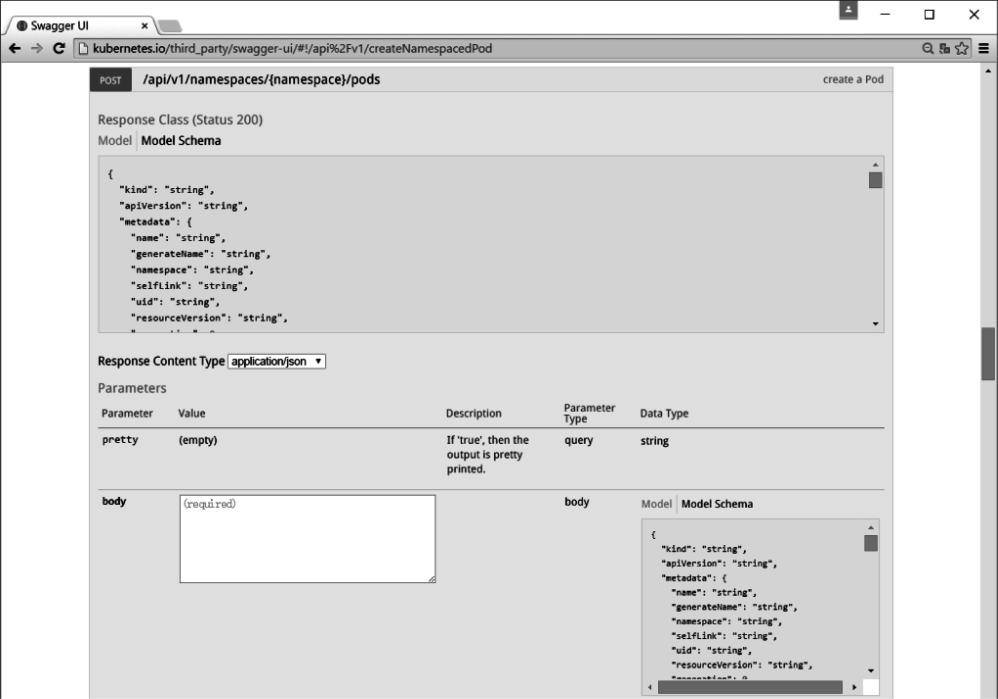 Swagger UI
kubernetes.io/third_party/swagger-ui/#!/api%2Fv1/createNamespacedPod
POST /api/v1/namespaces/{namespace}/pods create a Pod
Response Class (Status 200)
Model Model Schema
{
"kind": "string",
"apiVersion": "string",
"metadata": {
"name": "string",
"generateName": "string",
"namespace": "string",
"selfLink": "string",
"uid": "string",
"resourceVersion": "string",
Response Content Type application/json
Parameters
Parameter Value Description Parameter Type Data Type
pretty (empty) If 'true', then the output is pretty printed. query string
body (required) body
Model Model Schema
{
"kind": "string",
"apiVersion": "string",
"metadata": {
"name": "string",
"generateName": "string",
"namespace": "string",
"selfLink": "string",
"uid": "string",
"resourceVersion": "string",